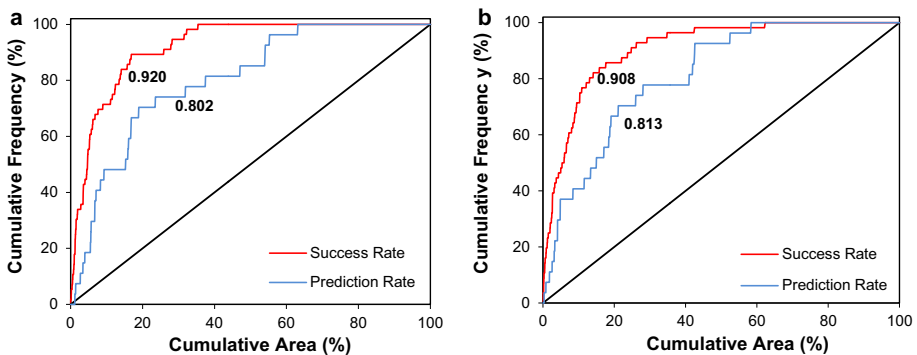 a
Cumulative Frequency (%)
100
80
60
40
20
0
0.920
0.802
Success Rate
Prediction Rate
0 20 40 60 80 100
Cumulative Area (%)
b
Cumulative Frequenc y (%)
100
80
60
40
20
0
0.908
0.813
Success Rate
Prediction Rate
0 20 40 60 80 100
Cumulative Area (%)